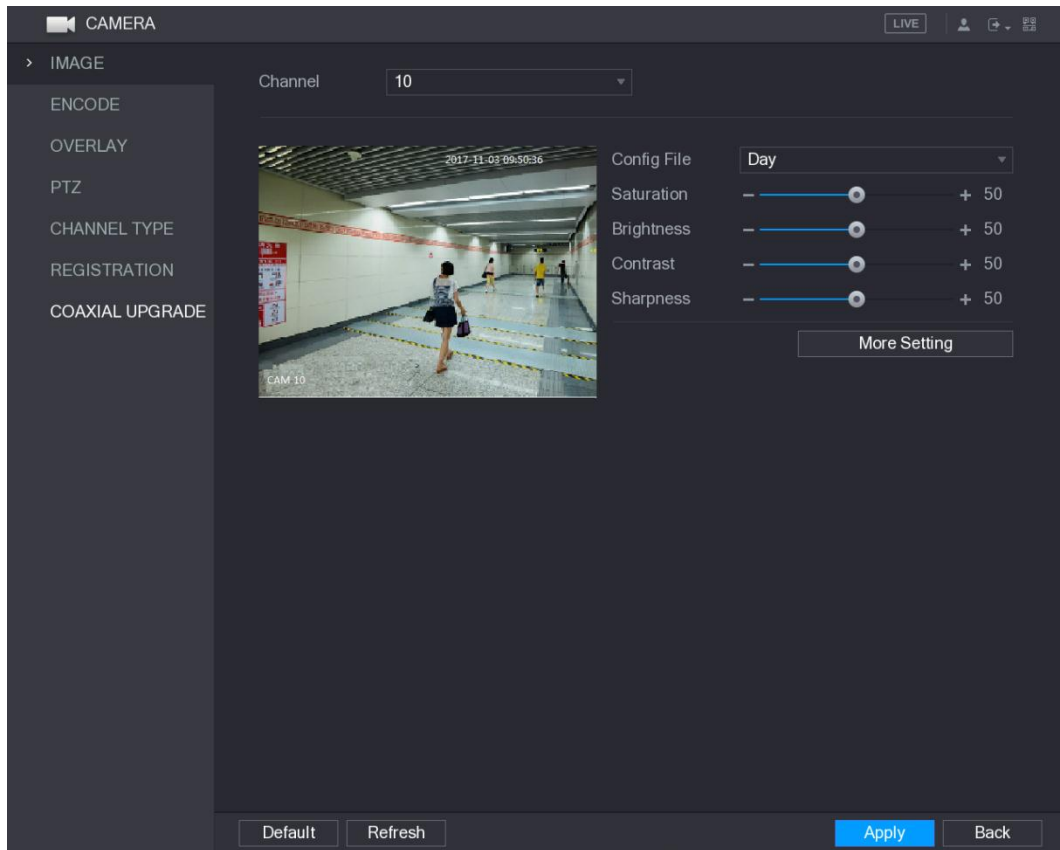 CAMERA
LIVE
IMAGE
ENCODE
OVERLAY
PTZ
CHANNEL TYPE
REGISTRATION
COAXIAL UPGRADE
Channel 10
2017-11-03 09:50:36
CAM 10
Config File Day
Saturation 50
Brightness 50
Contrast 50
Sharpness 50
More Setting
Default Refresh Apply Back